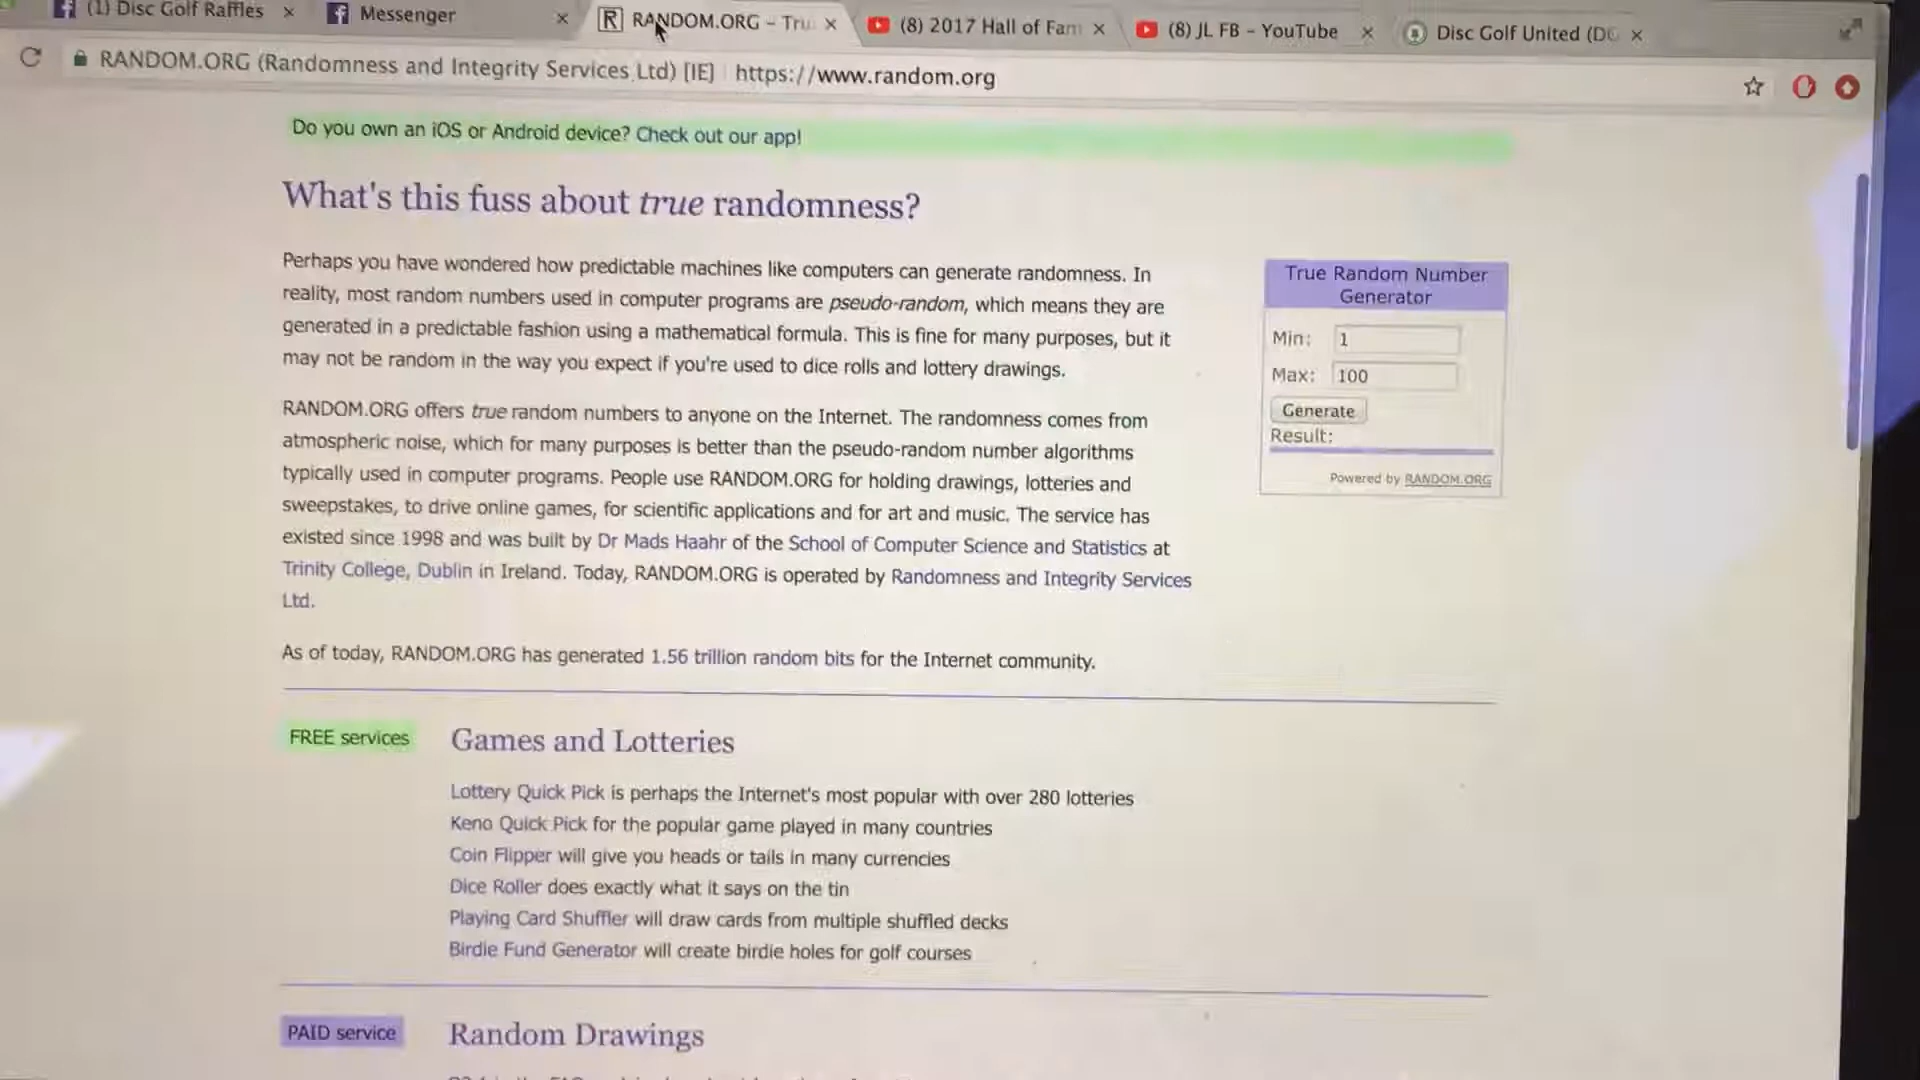 (1) Disc Golf Raffles
Messenger
RANDOM.ORG – Tru
(8) 2017 Hall of Fam
(8) JL FB – YouTube
Disc Golf United (DG
RANDOM.ORG (Randomness and Integrity Services Ltd) [IE] https://www.random.org
Do you own an iOS or Android device? Check out our app!
What's this fuss about true randomness?
Perhaps you have wondered how predictable machines like computers can generate randomness. In
reality, most random numbers used in computer programs are pseudo-random, which means they are
generated in a predictable fashion using a mathematical formula. This is fine for many purposes, but it
may not be random in the way you expect if you're used to dice rolls and lottery drawings.
RANDOM.ORG offers true random numbers to anyone on the Internet. The randomness comes from
atmospheric noise, which for many purposes is better than the pseudo-random number algorithms
typically used in computer programs. People use RANDOM.ORG for holding drawings, lotteries and
sweepstakes, to drive online games, for scientific applications and for art and music. The service has
existed since 1998 and was built by Dr Mads Haahr of the School of Computer Science and Statistics at
Trinity College, Dublin in Ireland. Today, RANDOM.ORG is operated by Randomness and Integrity Services
Ltd.
As of today, RANDOM.ORG has generated 1.56 trillion random bits for the Internet community.
True Random Number
Generator
Min: 1
Max: 100
Generate
Result:
Powered by RANDOM.ORG
FREE services
Games and Lotteries
Lottery Quick Pick is perhaps the Internet's most popular with over 280 lotteries
Keno Quick Pick for the popular game played in many countries
Coin Flipper will give you heads or tails in many currencies
Dice Roller does exactly what it says on the tin
Playing Card Shuffler will draw cards from multiple shuffled decks
Birdie Fund Generator will create birdie holes for golf courses
PAID service
Random Drawings